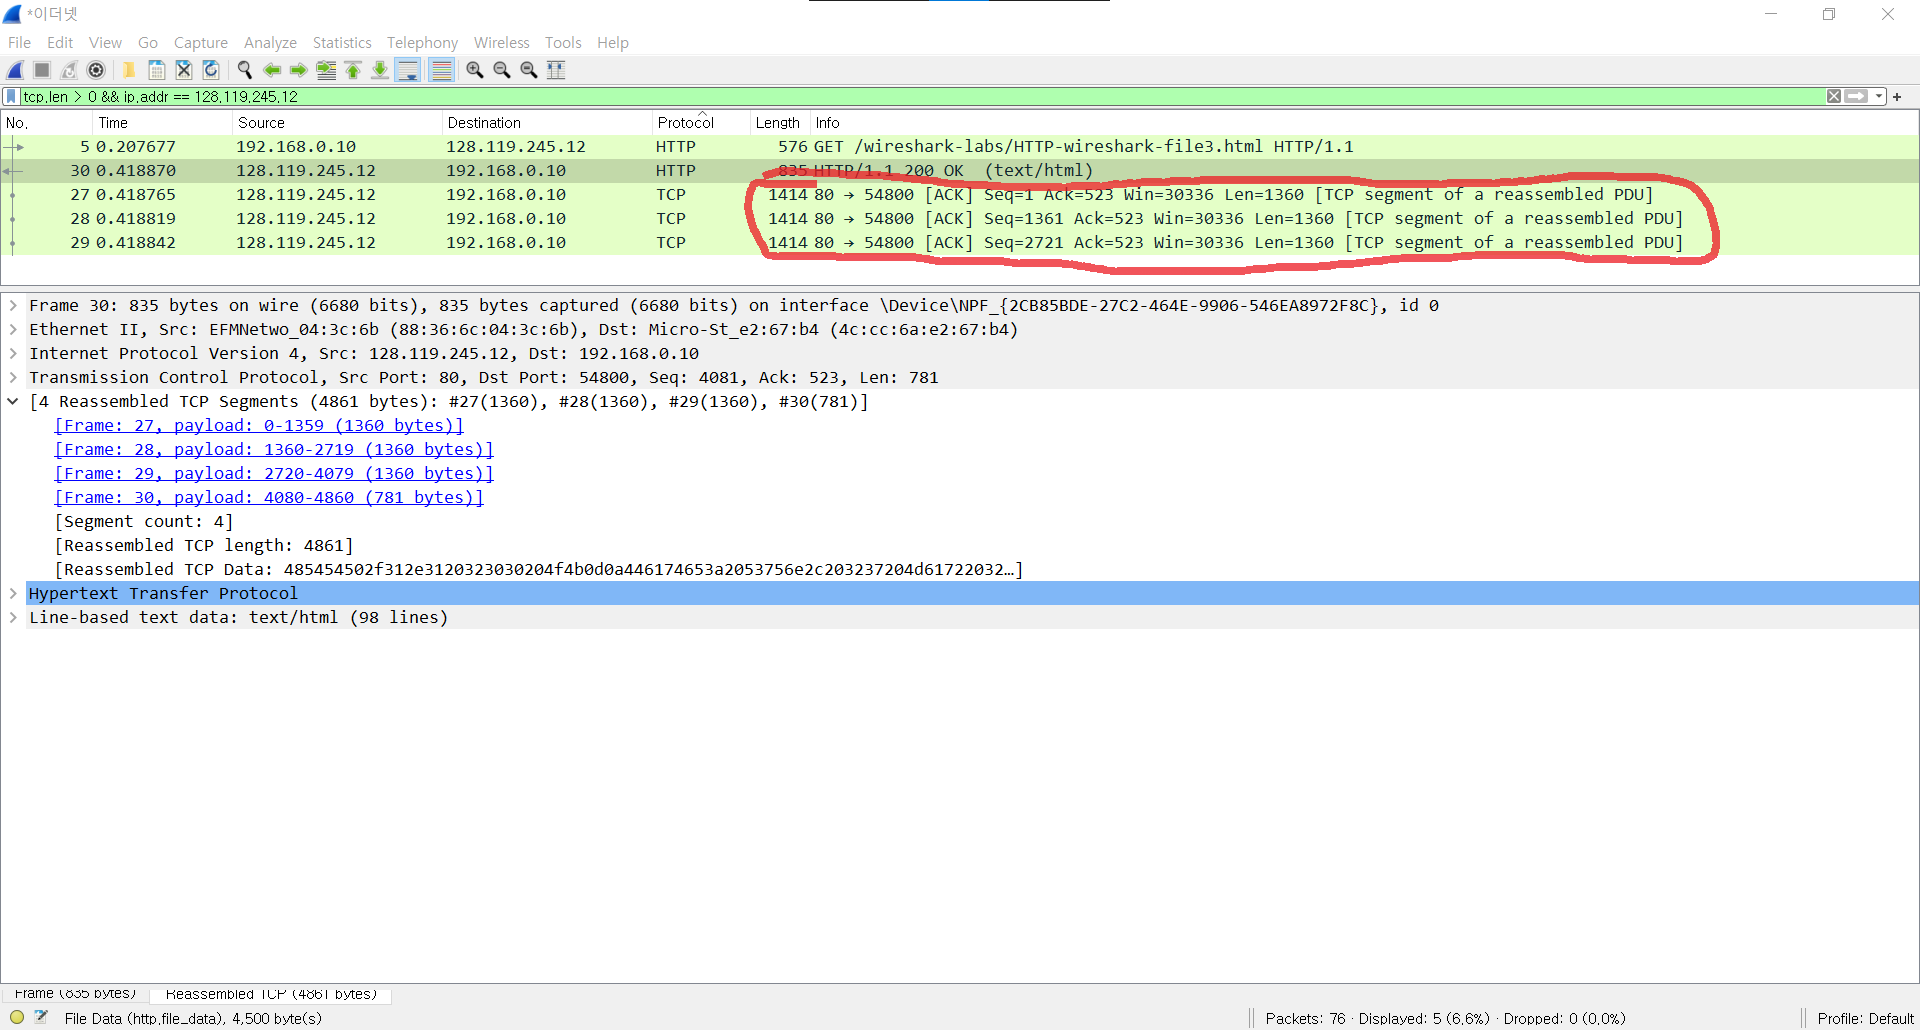 *이더넷
File Edit View Go Capture Analyze Statistics Telephony Wireless Tools Help
tcp.len > 0 && ip.addr == 128.119.245.12
No. Time Source Destination Protocol Length Info
5 0.207677 192.168.0.10 128.119.245.12 HTTP 576 GET /wireshark-labs/HTTP-wireshark-file3.html HTTP/1.1
30 0.418870 128.119.245.12 192.168.0.10 HTTP 835 HTTP/1.1 200 OK (text/html)
27 0.418765 128.119.245.12 192.168.0.10 TCP 1414 80 → 54800 [ACK] Seq=1 Ack=523 Win=30336 Len=1360 [TCP segment of a reassembled PDU]
28 0.418819 128.119.245.12 192.168.0.10 TCP 1414 80 → 54800 [ACK] Seq=1361 Ack=523 Win=30336 Len=1360 [TCP segment of a reassembled PDU]
29 0.418842 128.119.245.12 192.168.0.10 TCP 1414 80 → 54800 [ACK] Seq=2721 Ack=523 Win=30336 Len=1360 [TCP segment of a reassembled PDU]
Frame 30: 835 bytes on wire (6680 bits), 835 bytes captured (6680 bits) on interface \Device\NPF_{2CB85BDE-27C2-464E-9906-546EA8972F8C}, id 0
Ethernet II, Src: EFMNetwo_04:3c:6b (88:36:6c:04:3c:6b), Dst: Micro-St_e2:67:b4 (4c:cc:6a:e2:67:b4)
Internet Protocol Version 4, Src: 128.119.245.12, Dst: 192.168.0.10
Transmission Control Protocol, Src Port: 80, Dst Port: 54800, Seq: 4081, Ack: 523, Len: 781
[4 Reassembled TCP Segments (4861 bytes): #27(1360), #28(1360), #29(1360), #30(781)]
[Frame: 27, payload: 0-1359 (1360 bytes)]
[Frame: 28, payload: 1360-2719 (1360 bytes)]
[Frame: 29, payload: 2720-4079 (1360 bytes)]
[Frame: 30, payload: 4080-4860 (781 bytes)]
[Segment count: 4]
[Reassembled TCP length: 4861]
[Reassembled TCP Data: 485454502f312e3120323030204f4b0d0a446174653a2053756e2c203237204d61722032…]
Hypertext Transfer Protocol
Line-based text data: text/html (98 lines)
Frame (835 bytes) Reassembled TCP (4861 bytes)
File Data (http.file_data), 4,500 byte(s) Packets: 76 · Displayed: 5 (6.6%) · Dropped: 0 (0.0%) Profile: Default